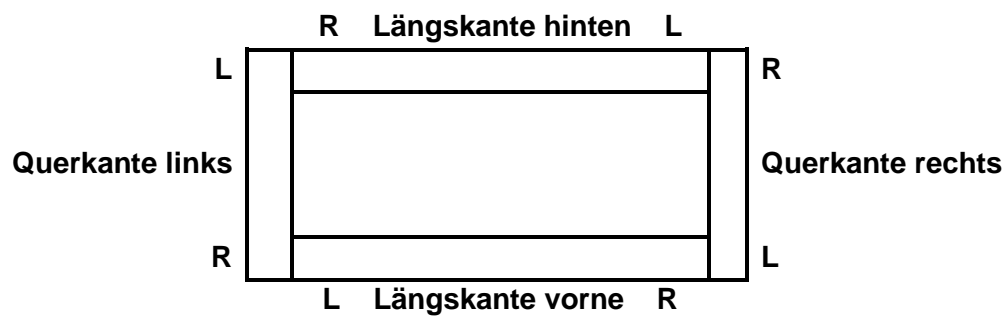 R Längskante hinten L
L R
Querkante links Querkante rechts
R L
L Längskante vorne R